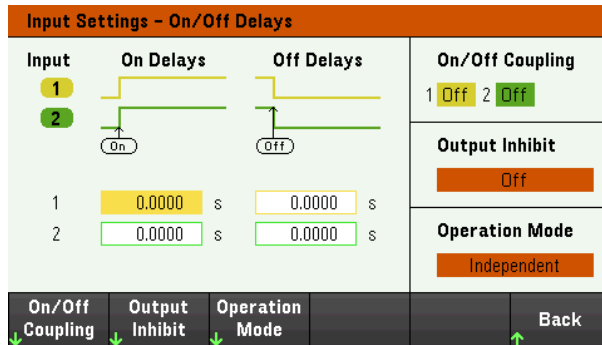 Input Settings - On/Off Delays
Input On Delays Off Delays
1
2
On Off
1 0.0000 s 0.0000 s
2 0.0000 s 0.0000 s
On/Off Coupling
1 Off 2 Off
Output Inhibit
Off
Operation Mode
Independent
On/Off Coupling
Output Inhibit
Operation Mode
Back